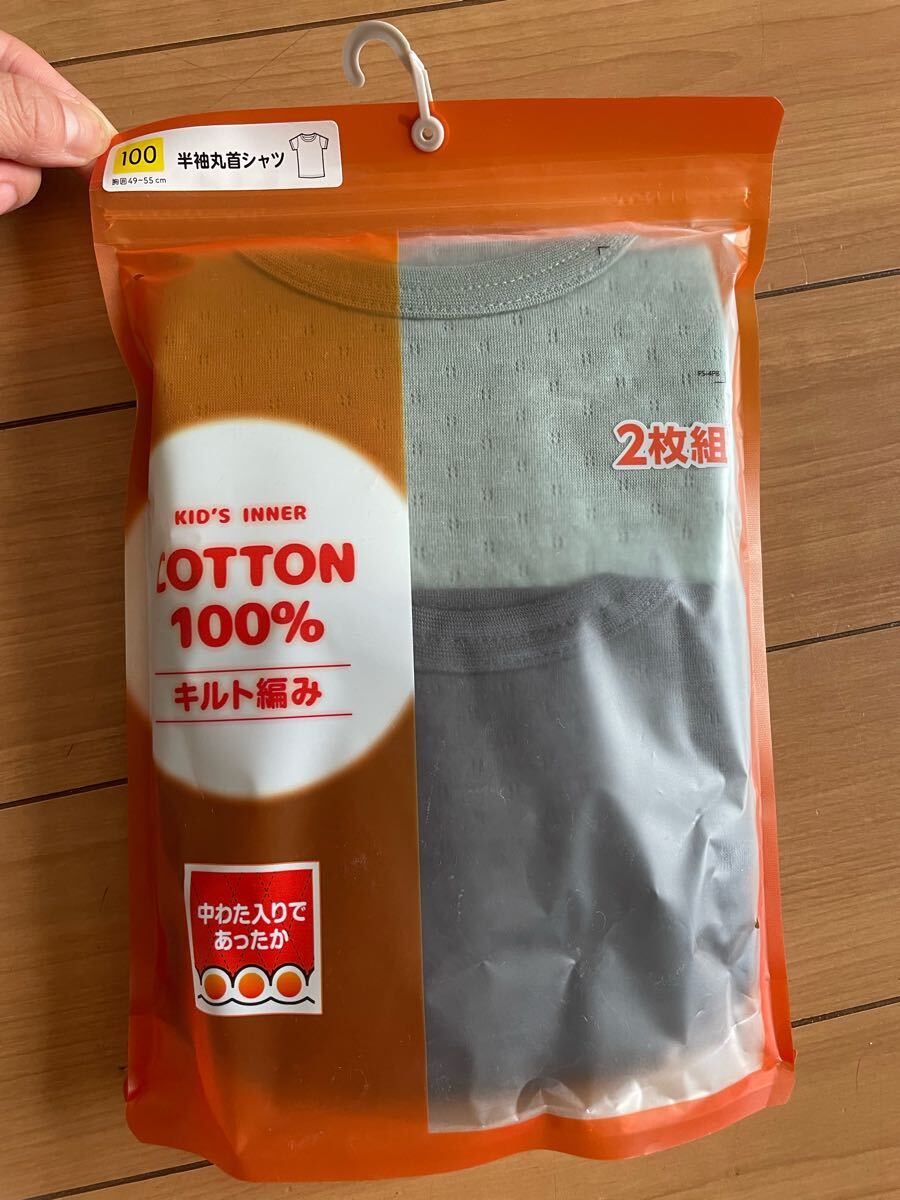 100
半袖丸首シャツ
胸囲49-55cm
2枚組
KID'S INNER
COTTON
100%
キルト編み
中わた入りで
あったか